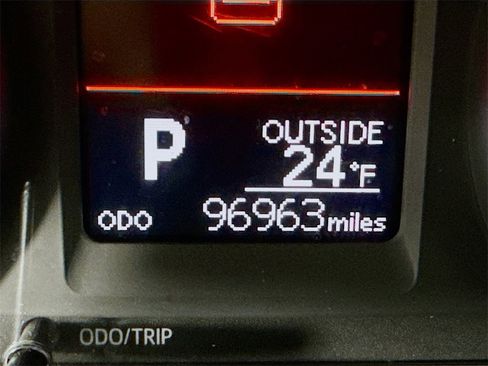 P
OUTSIDE
24°F
ODO 96963 miles
ODO/TRIP